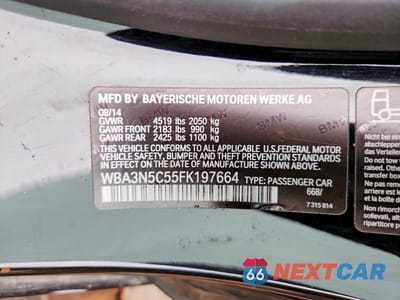 MFD BY BAYERISCHE MOTOREN WERKE AG
08/14
GVWR 4519 lbs 2050 kg
GAWR FRONT 2183 lbs 990 kg
GAWR REAR 2425 lbs 1100 kg
THIS VEHICLE CONFORMS TO ALL APPLICABLE U.S. FEDERAL MOTOR
VEHICLE SAFETY, BUMPER, AND THEFT PREVENTION STANDARDS
IN EFFECT ON THE DATE OF MANUFACTURE SHOWN ABOVE.
WBA3N5C55FK197664 TYPE: PASSENGER CAR
668/
7 315 814
BMW
66 NEXTCAR